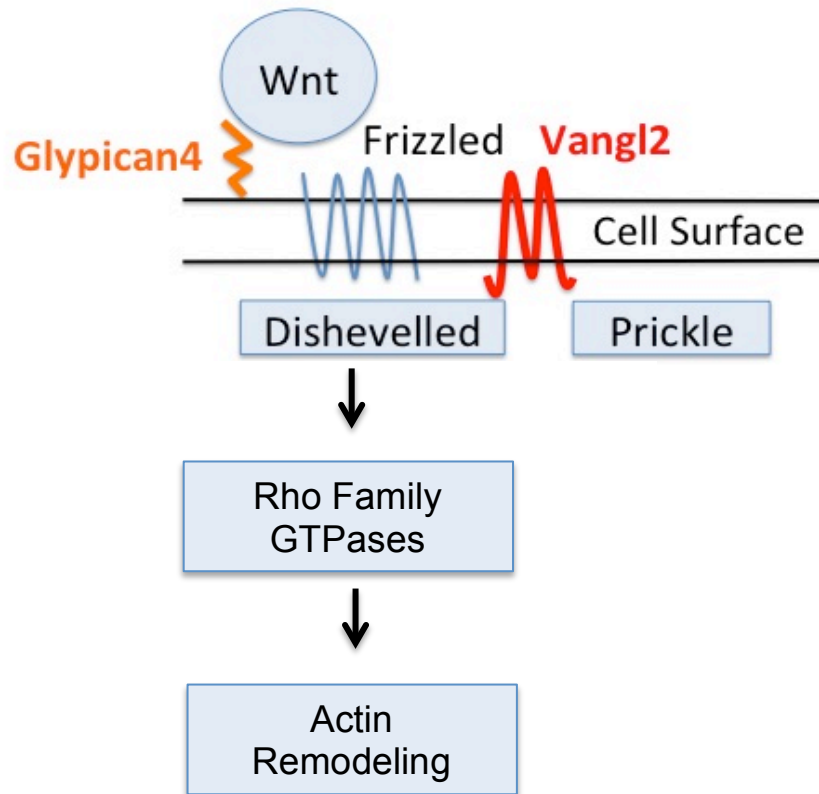 Wnt
Glypican4
Frizzled
Vangl2
Cell Surface
Dishevelled
Prickle
Rho Family
GTPases
Actin
Remodeling